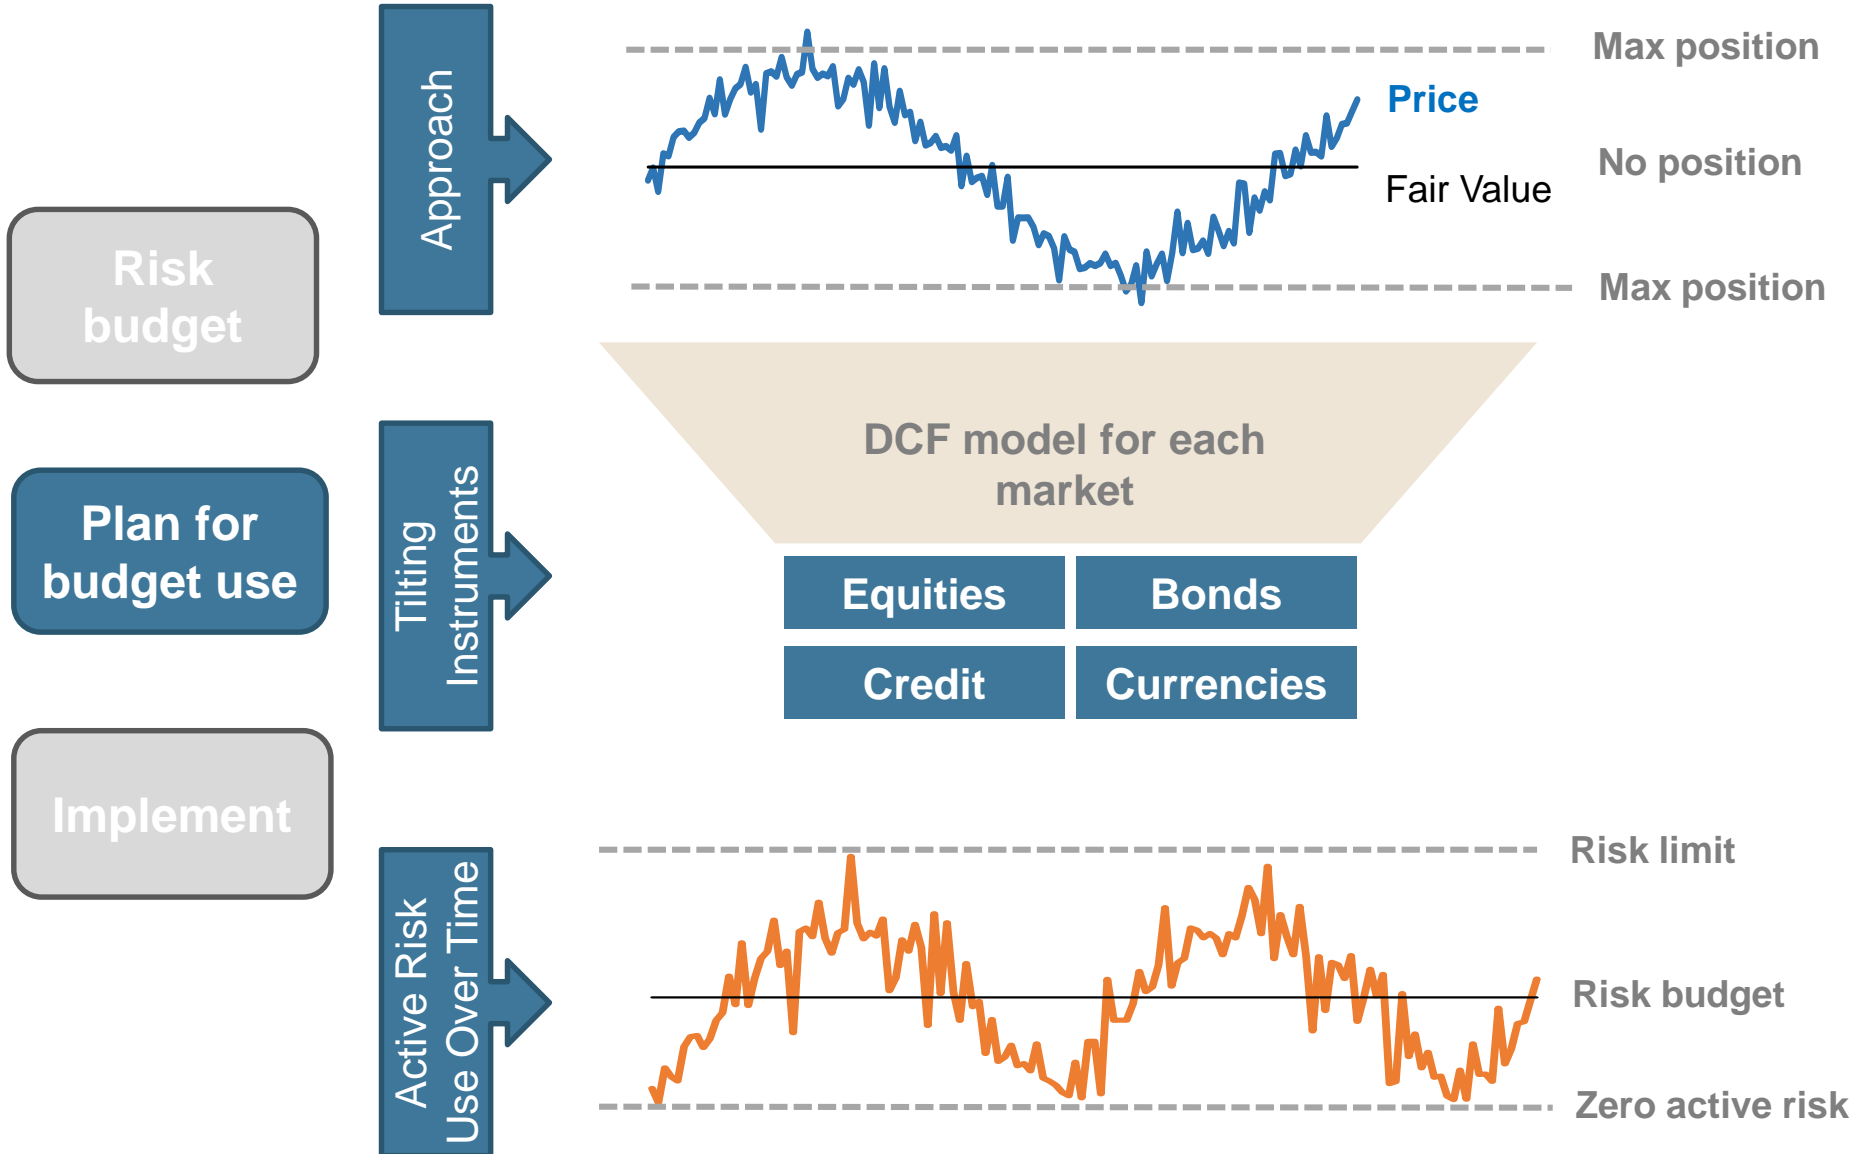 Risk
budget
Plan for
budget use
Implement
Approach
Max position
Price
No position
Fair Value
Max position
Tilting
Instruments
DCF model for each
market
Equities
Bonds
Credit
Currencies
Active Risk
Use Over Time
Risk limit
Risk budget
Zero active risk